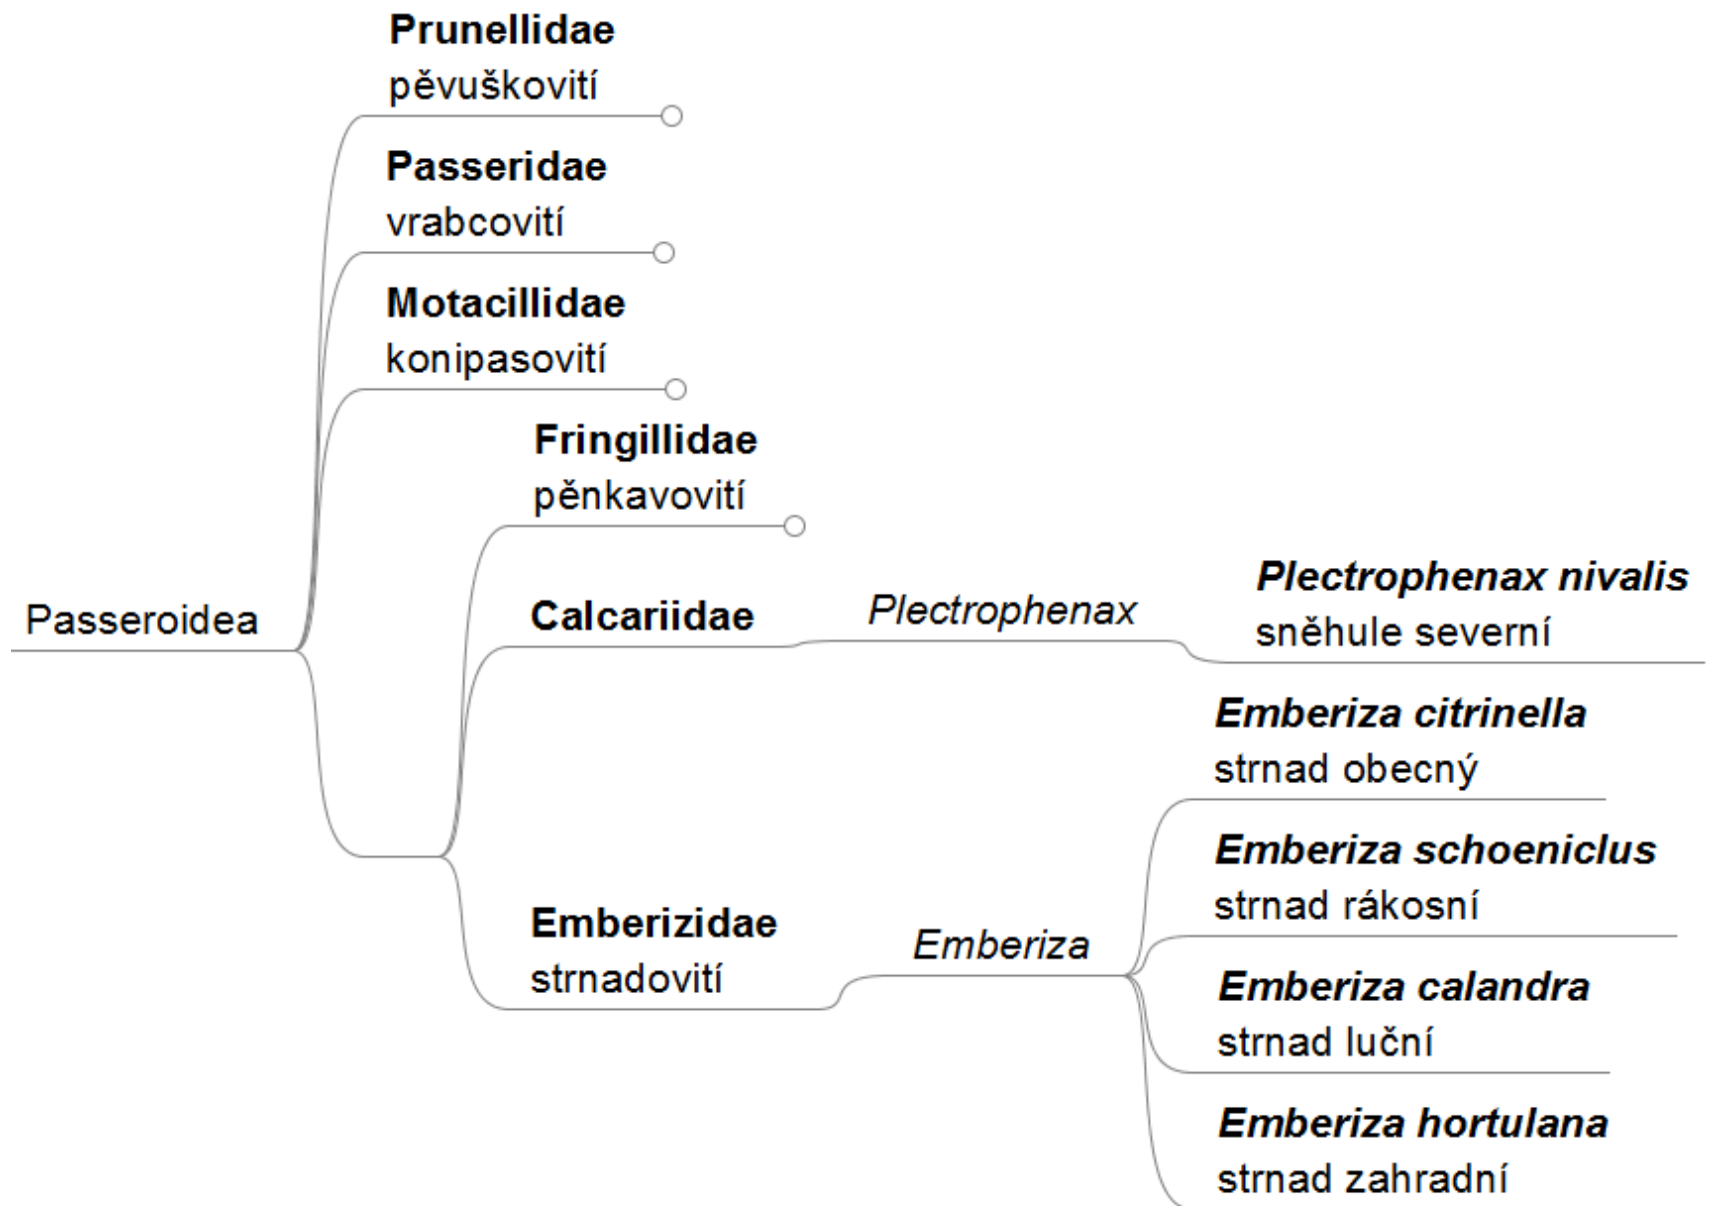 Prunellidae
pěvuškovití
Passeridae
vrabcovití
Motacillidae
konipasovití
Fringillidae
pěnkavovití
Passeroidea
Calcariidae
Plectrophenax
Plectrophenax nivalis
sněhule severní
Emberizidae
strnadovití
Emberiza
Emberiza citrinella
strnad obecný
Emberiza schoeniclus
strnad rákosní
Emberiza calandra
strnad luční
Emberiza hortulana
strnad zahradní